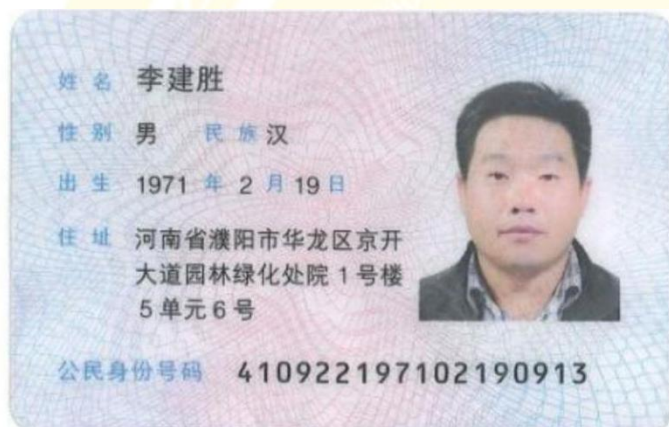 姓名 李建胜
性别 男 民族 汉
出生 1971 年 2 月 19 日
住址 河南省濮阳市华龙区京开
大道园林绿化处院1号楼
5单元6号
公民身份号码 410922197102190913